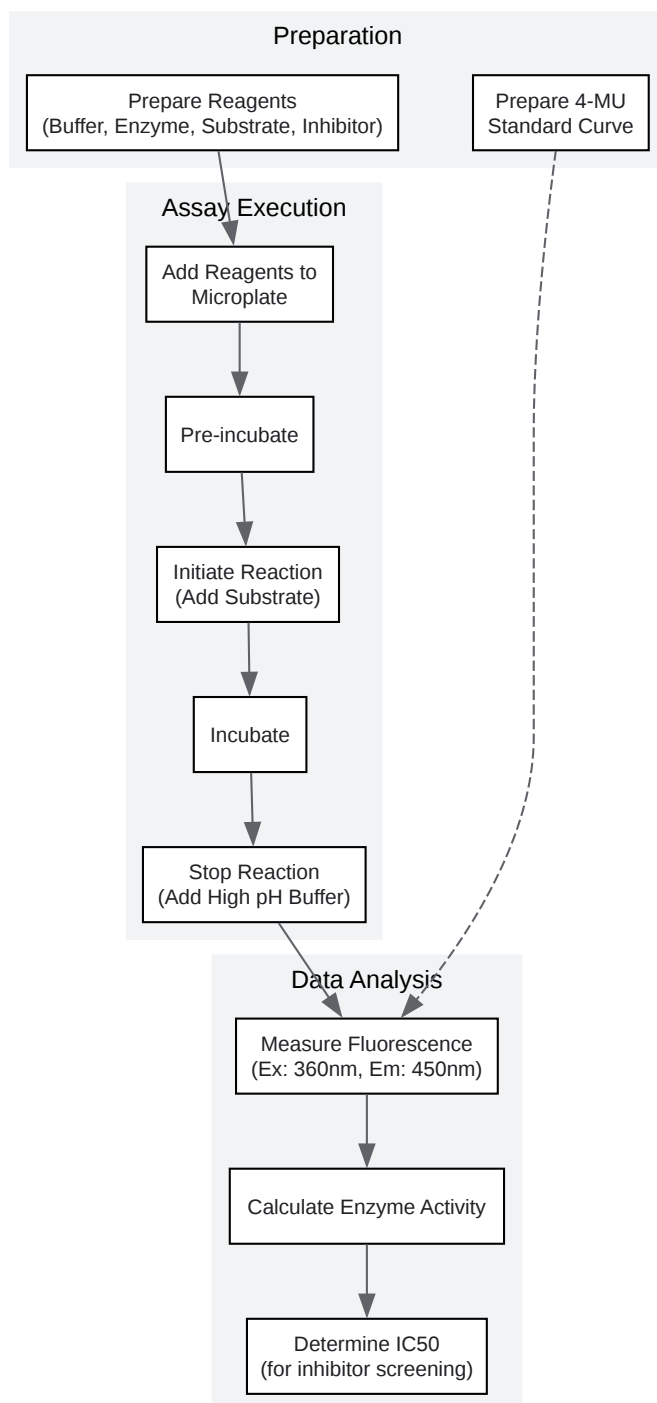 Preparation
Prepare Reagents
(Buffer, Enzyme, Substrate, Inhibitor)
Prepare 4-MU
Standard Curve
Assay Execution
Add Reagents to
Microplate
Pre-incubate
Initiate Reaction
(Add Substrate)
Incubate
Stop Reaction
(Add High pH Buffer)
Data Analysis
Measure Fluorescence
(Ex: 360nm, Em: 450nm)
Calculate Enzyme Activity
Determine IC50
(for inhibitor screening)